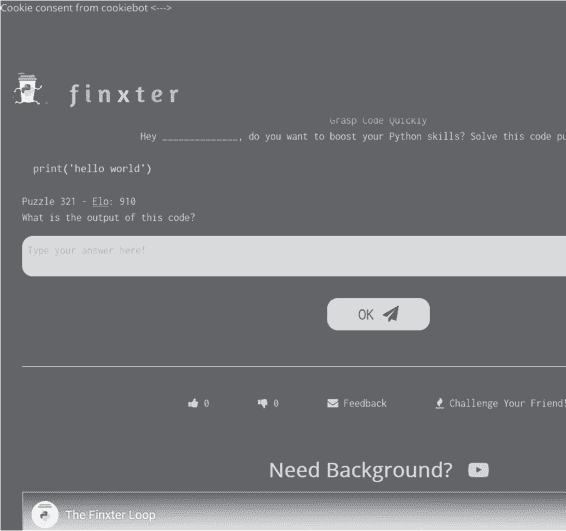 Cookie consent from cookiebot <--->
finxter
Grasp Code Quickly
Hey ______________, do you want to boost your Python skills? Solve this code pu
print('hello world')
Puzzle 321 - Elo: 910
What is the output of this code?
Type your answer here!
OK
0 0 Feedback Challenge Your Friend!
Need Background?
The Finxter Loop